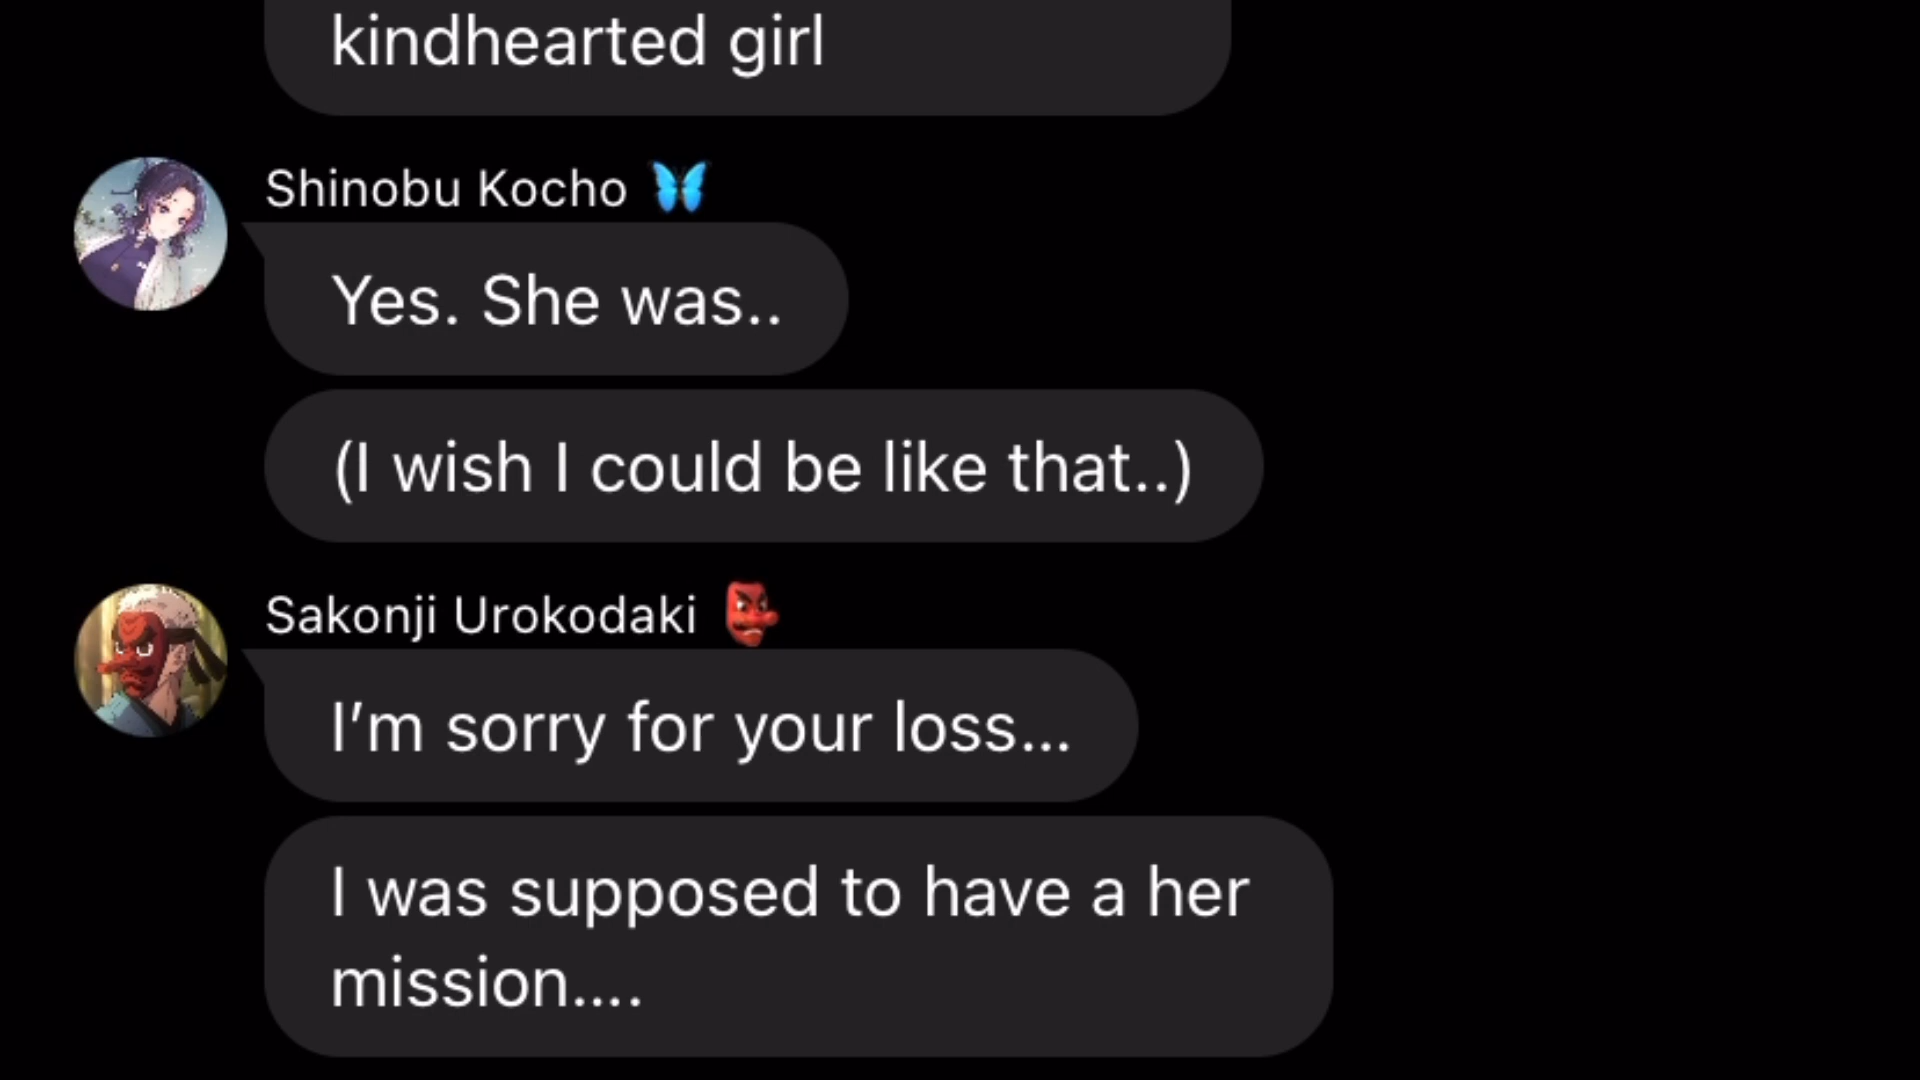 kindhearted girl
Shinobu Kocho 🦋
Yes. She was..
(I wish I could be like that..)
Sakonji Urokodaki 👺
I’m sorry for your loss...
I was supposed to have a her
mission....